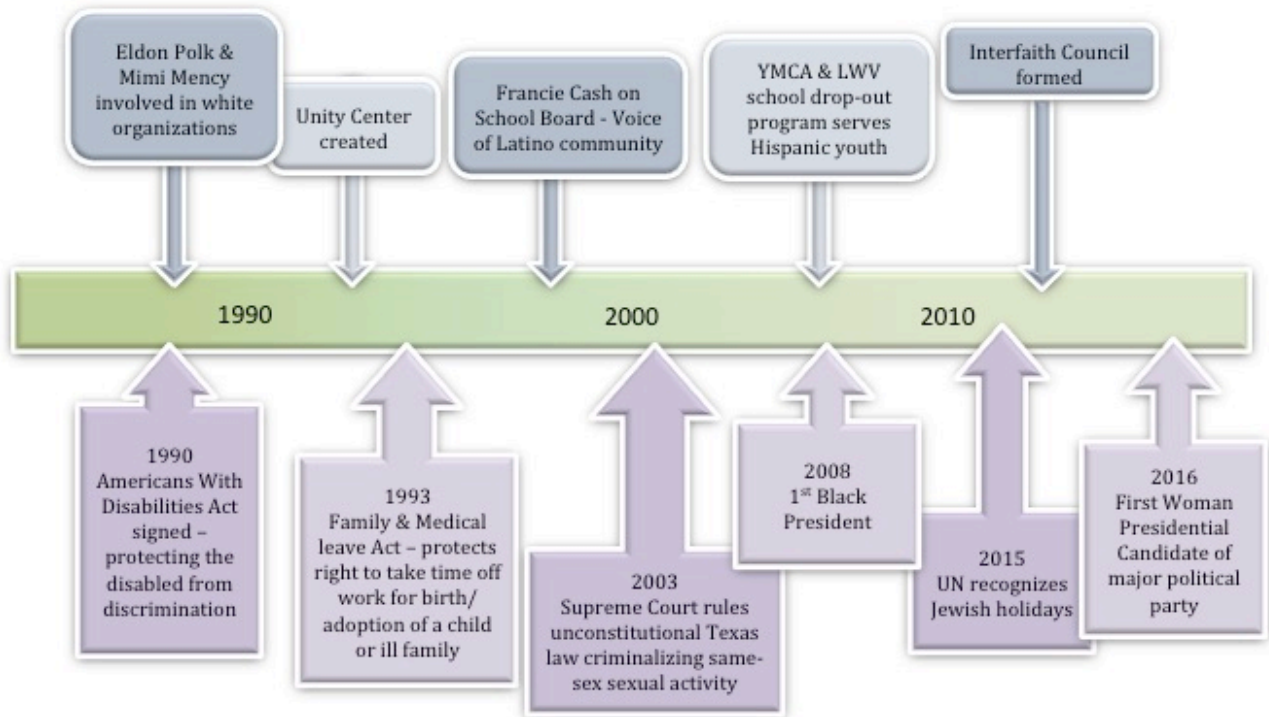 Eldon Polk &
Mimi Mency
involved in white
organizations
Unity Center
created
Francie Cash on
School Board - Voice
of Latino community
YMCA & LWV
school drop-out
program serves
Hispanic youth
Interfaith Council
formed
1990
2000
2010
1990
Americans With
Disabilities Act
signed –
protecting the
disabled from
discrimination
1993
Family & Medical
leave Act – protects
right to take time off
work for birth/
adoption of a child
or ill family
2003
Supreme Court rules
unconstitutional Texas
law criminalizing same-
sex sexual activity
2008
1st Black
President
2015
UN recognizes
Jewish holidays
2016
First Woman
Presidential
Candidate of
major political
party